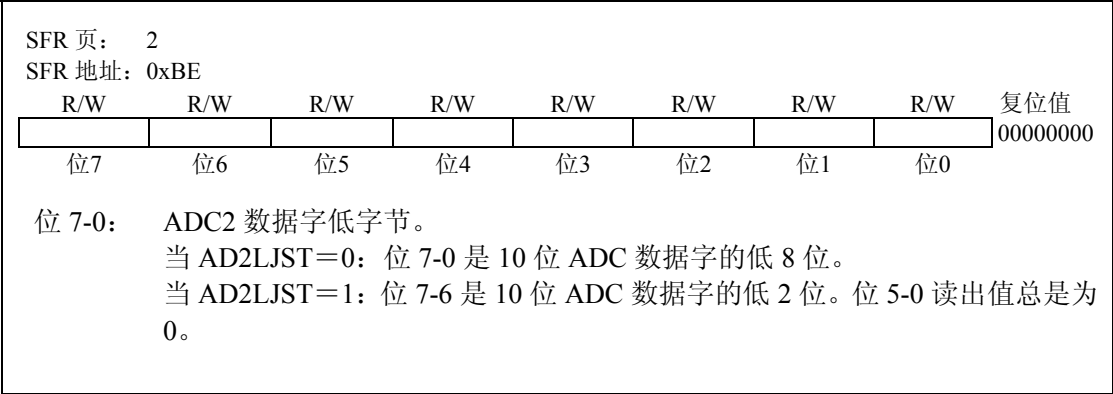 SFR 页： 2
SFR 地址：0xBE
R/W R/W R/W R/W R/W R/W R/W R/W 复位值
00000000
位7 位6 位5 位4 位3 位2 位1 位0
位 7-0： ADC2 数据字低字节。
当 AD2LJST＝0：位 7-0 是 10 位 ADC 数据字的低 8 位。
当 AD2LJST＝1：位 7-6 是 10 位 ADC 数据字的低 2 位。位 5-0 读出值总是为
0。